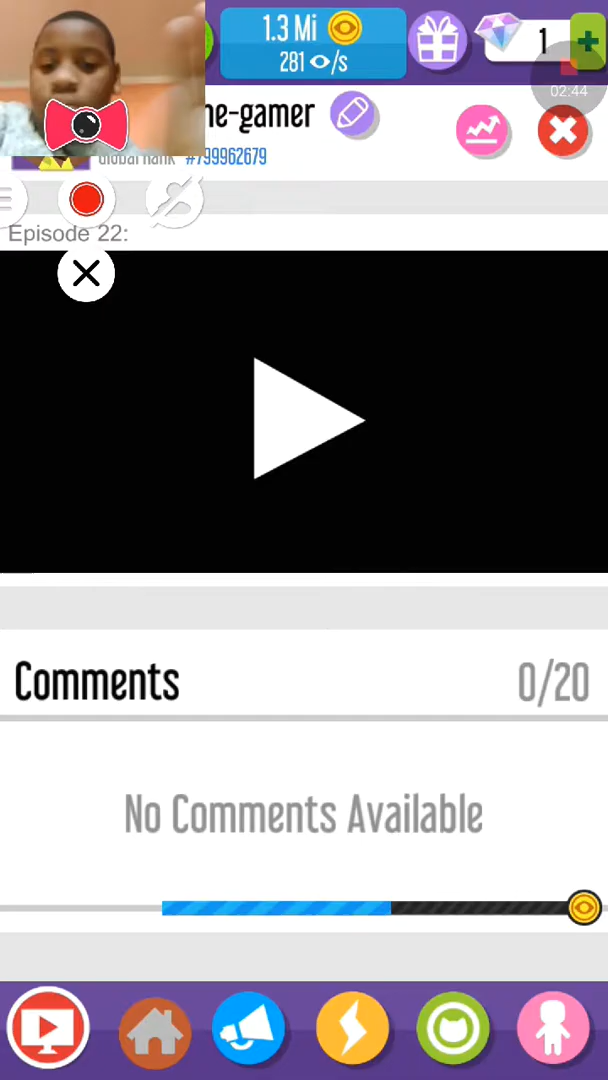 1.3 Mi
281 /s
1
02:44
ne-gamer
Global Rank #799962679
Episode 22:
Comments
0/20
No Comments Available